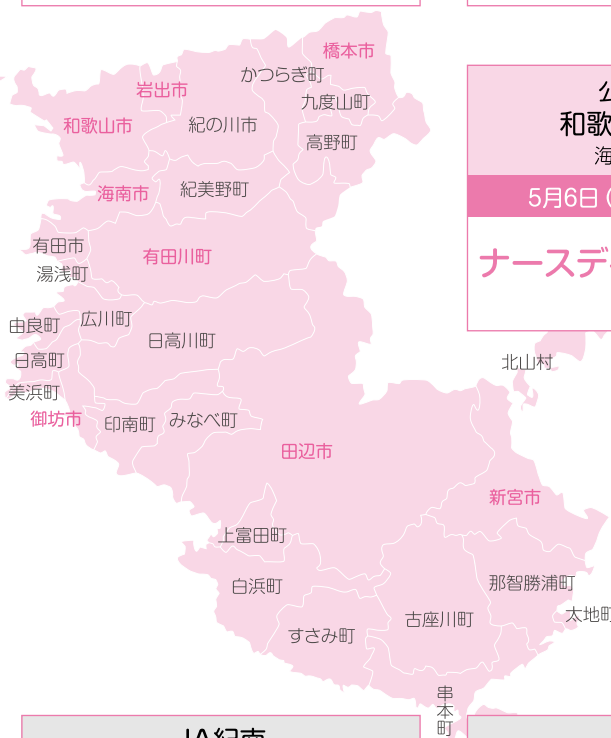 橋本市
かつらぎ町
岩出市
九度山町
和歌山市
紀の川市
高野町
海南市
紀美野町
有田市
有田川町
湯浅町
由良町
広川町
日高川町
日高町
美浜町
御坊市
印南町
みなべ町
田辺市
北山村
新宮市
上富田町
白浜町
那智勝浦町
太地町
古座川町
すさみ町
串本町
公
和歌
海
5月6日（
ナースデ
JA紀南